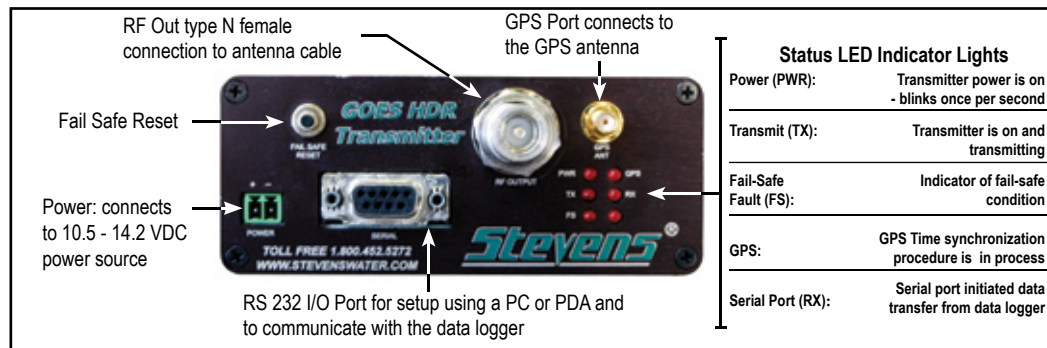 RF Out type N female
connection to antenna cable
GPS Port connects to
the GPS antenna
Fail Safe Reset
Power: connects
to 10.5 - 14.2 VDC
power source
RS 232 I/O Port for setup using a PC or PDA and
to communicate with the data logger
GOES HDR
Transmitter
FAIL SAFE
RESET
RF OUTPUT
GPS
ANT
PWR GPS
TX RX
FS
+ −
POWER
SERIAL
TOLL FREE 1.800.452.5272
WWW.STEVENSWATER.COM
Stevens®
Status LED Indicator Lights
Power (PWR): Transmitter power is on
- blinks once per second
Transmit (TX): Transmitter is on and
transmitting
Fail-Safe Indicator of fail-safe
Fault (FS): condition
GPS: GPS Time synchronization
procedure is in process
Serial Port (RX): Serial port initiated data
transfer from data logger